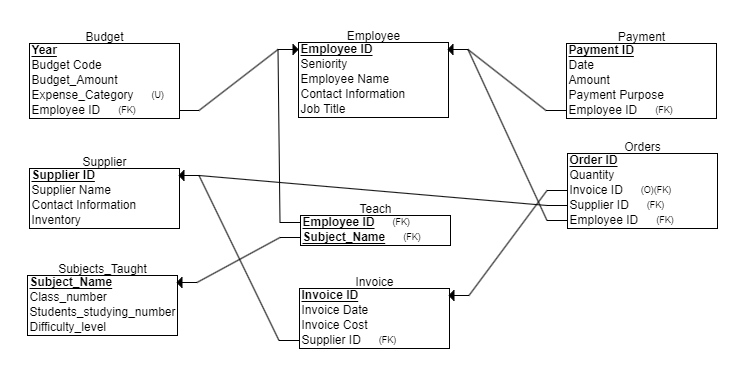 Budget
Year
Budget Code
Budget_Amount
Expense_Category (U)
Employee ID (FK)
Employee
Employee ID
Seniority
Employee Name
Contact Information
Job Title
Payment
Payment ID
Date
Amount
Payment Purpose
Employee ID (FK)
Supplier
Supplier ID
Supplier Name
Contact Information
Inventory
Teach
Employee ID (FK)
Subject_Name (FK)
Orders
Order ID
Quantity
Invoice ID (O)(FK)
Supplier ID (FK)
Employee ID (FK)
Subjects_Taught
Subject_Name
Class_number
Students_studying_number
Difficulty_level
Invoice
Invoice ID
Invoice Date
Invoice Cost
Supplier ID (FK)